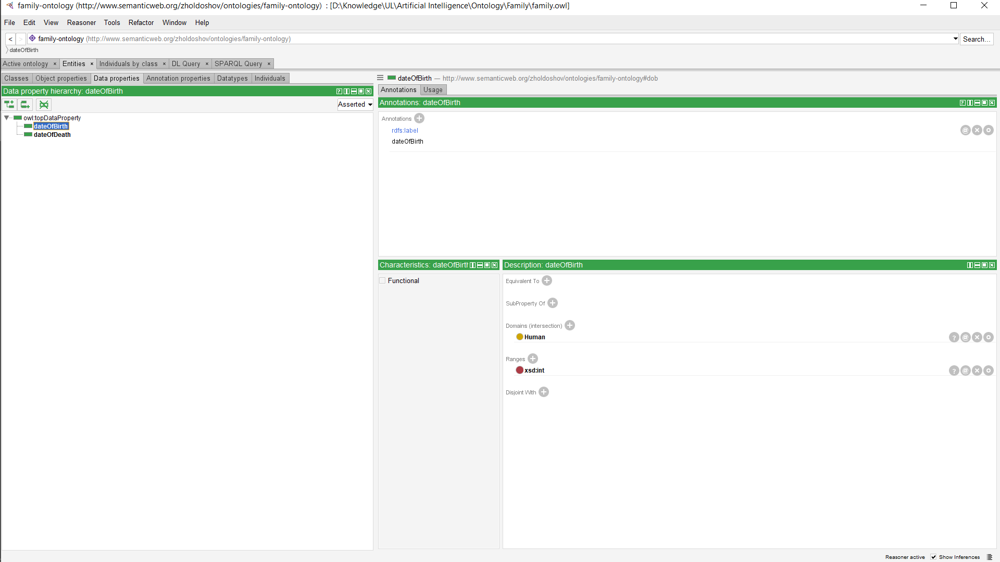 family-ontology (http://www.semanticweb.org/zholdoshov/ontologies/family-ontology) : [D:\Knowledge\UL\Artificial Intelligence\Ontology\Family\family.owl]
File Edit View Reasoner Tools Refactor Window Help
< > family-ontology (http://www.semanticweb.org/zholdoshov/ontologies/family-ontology) Search...
dateOfBirth
Active ontology × Entities × Individuals by class × DL Query × SPARQL Query ×
Classes Object properties Data properties Annotation properties Datatypes Individuals
Data property hierarchy: dateOfBirth
Asserted
owl:topDataProperty
dateOfBirth
dateOfDeath
dateOfBirth — http://www.semanticweb.org/zholdoshov/ontologies/family-ontology#dob
Annotations Usage
Annotations: dateOfBirth
Annotations
rdfs:label
dateOfBirth
Characteristics: dateOfBirth
Functional
Description: dateOfBirth
Equivalent To
SubProperty Of
Domains (intersection)
Human
Ranges
xsd:int
Disjoint With
Reasoner active Show Inferences